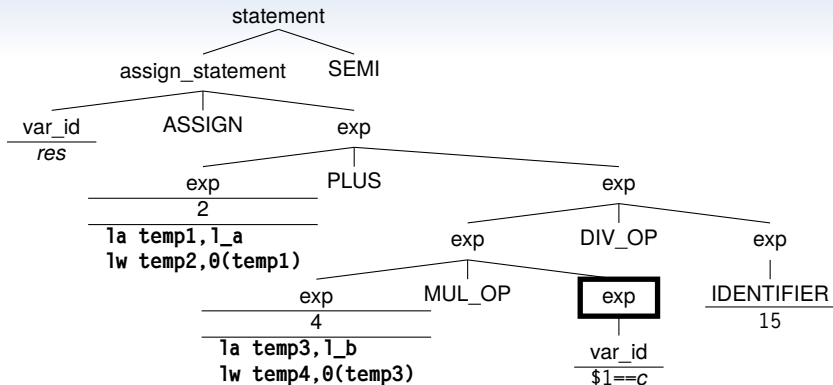 statement
assign_statement SEMI
var_id ASSIGN exp
res
exp PLUS exp
2
la temp1,l_a
lw temp2,0(temp1)
exp DIV_OP exp
exp MUL_OP exp IDENTIFIER
4 15
la temp3,l_b
lw temp4,0(temp3)
var_id
$1==c